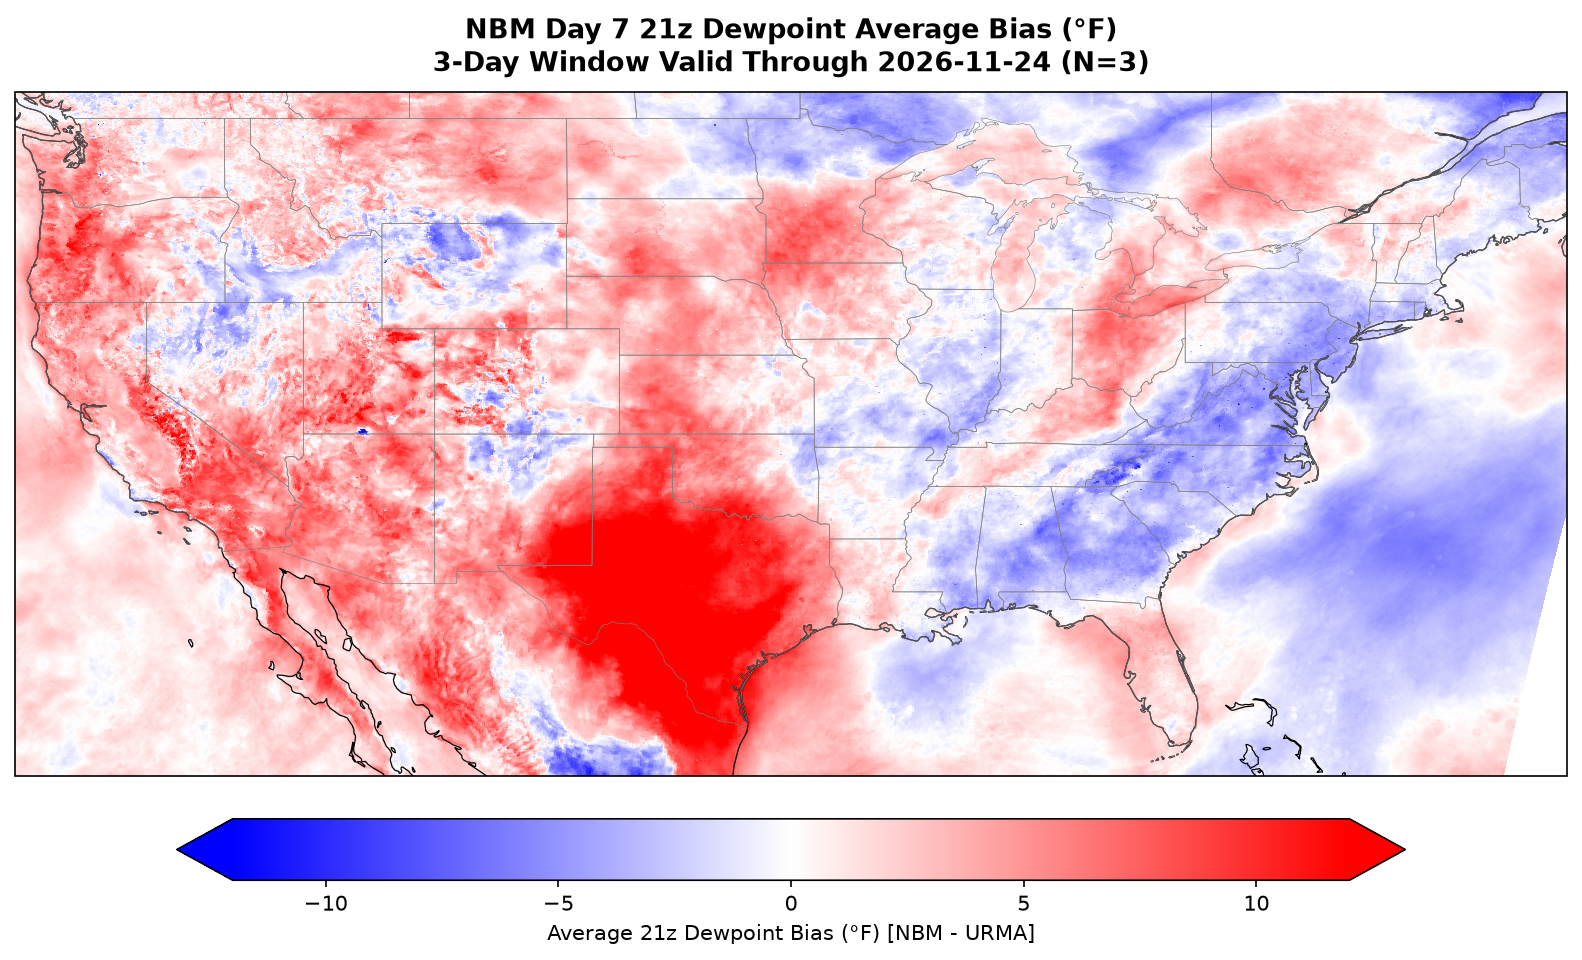 NBM Day 7 21z Dewpoint Average Bias (°F)
3-Day Window Valid Through 2026-11-24 (N=3)
−10 −5 0 5 10
Average 21z Dewpoint Bias (°F) [NBM - URMA]